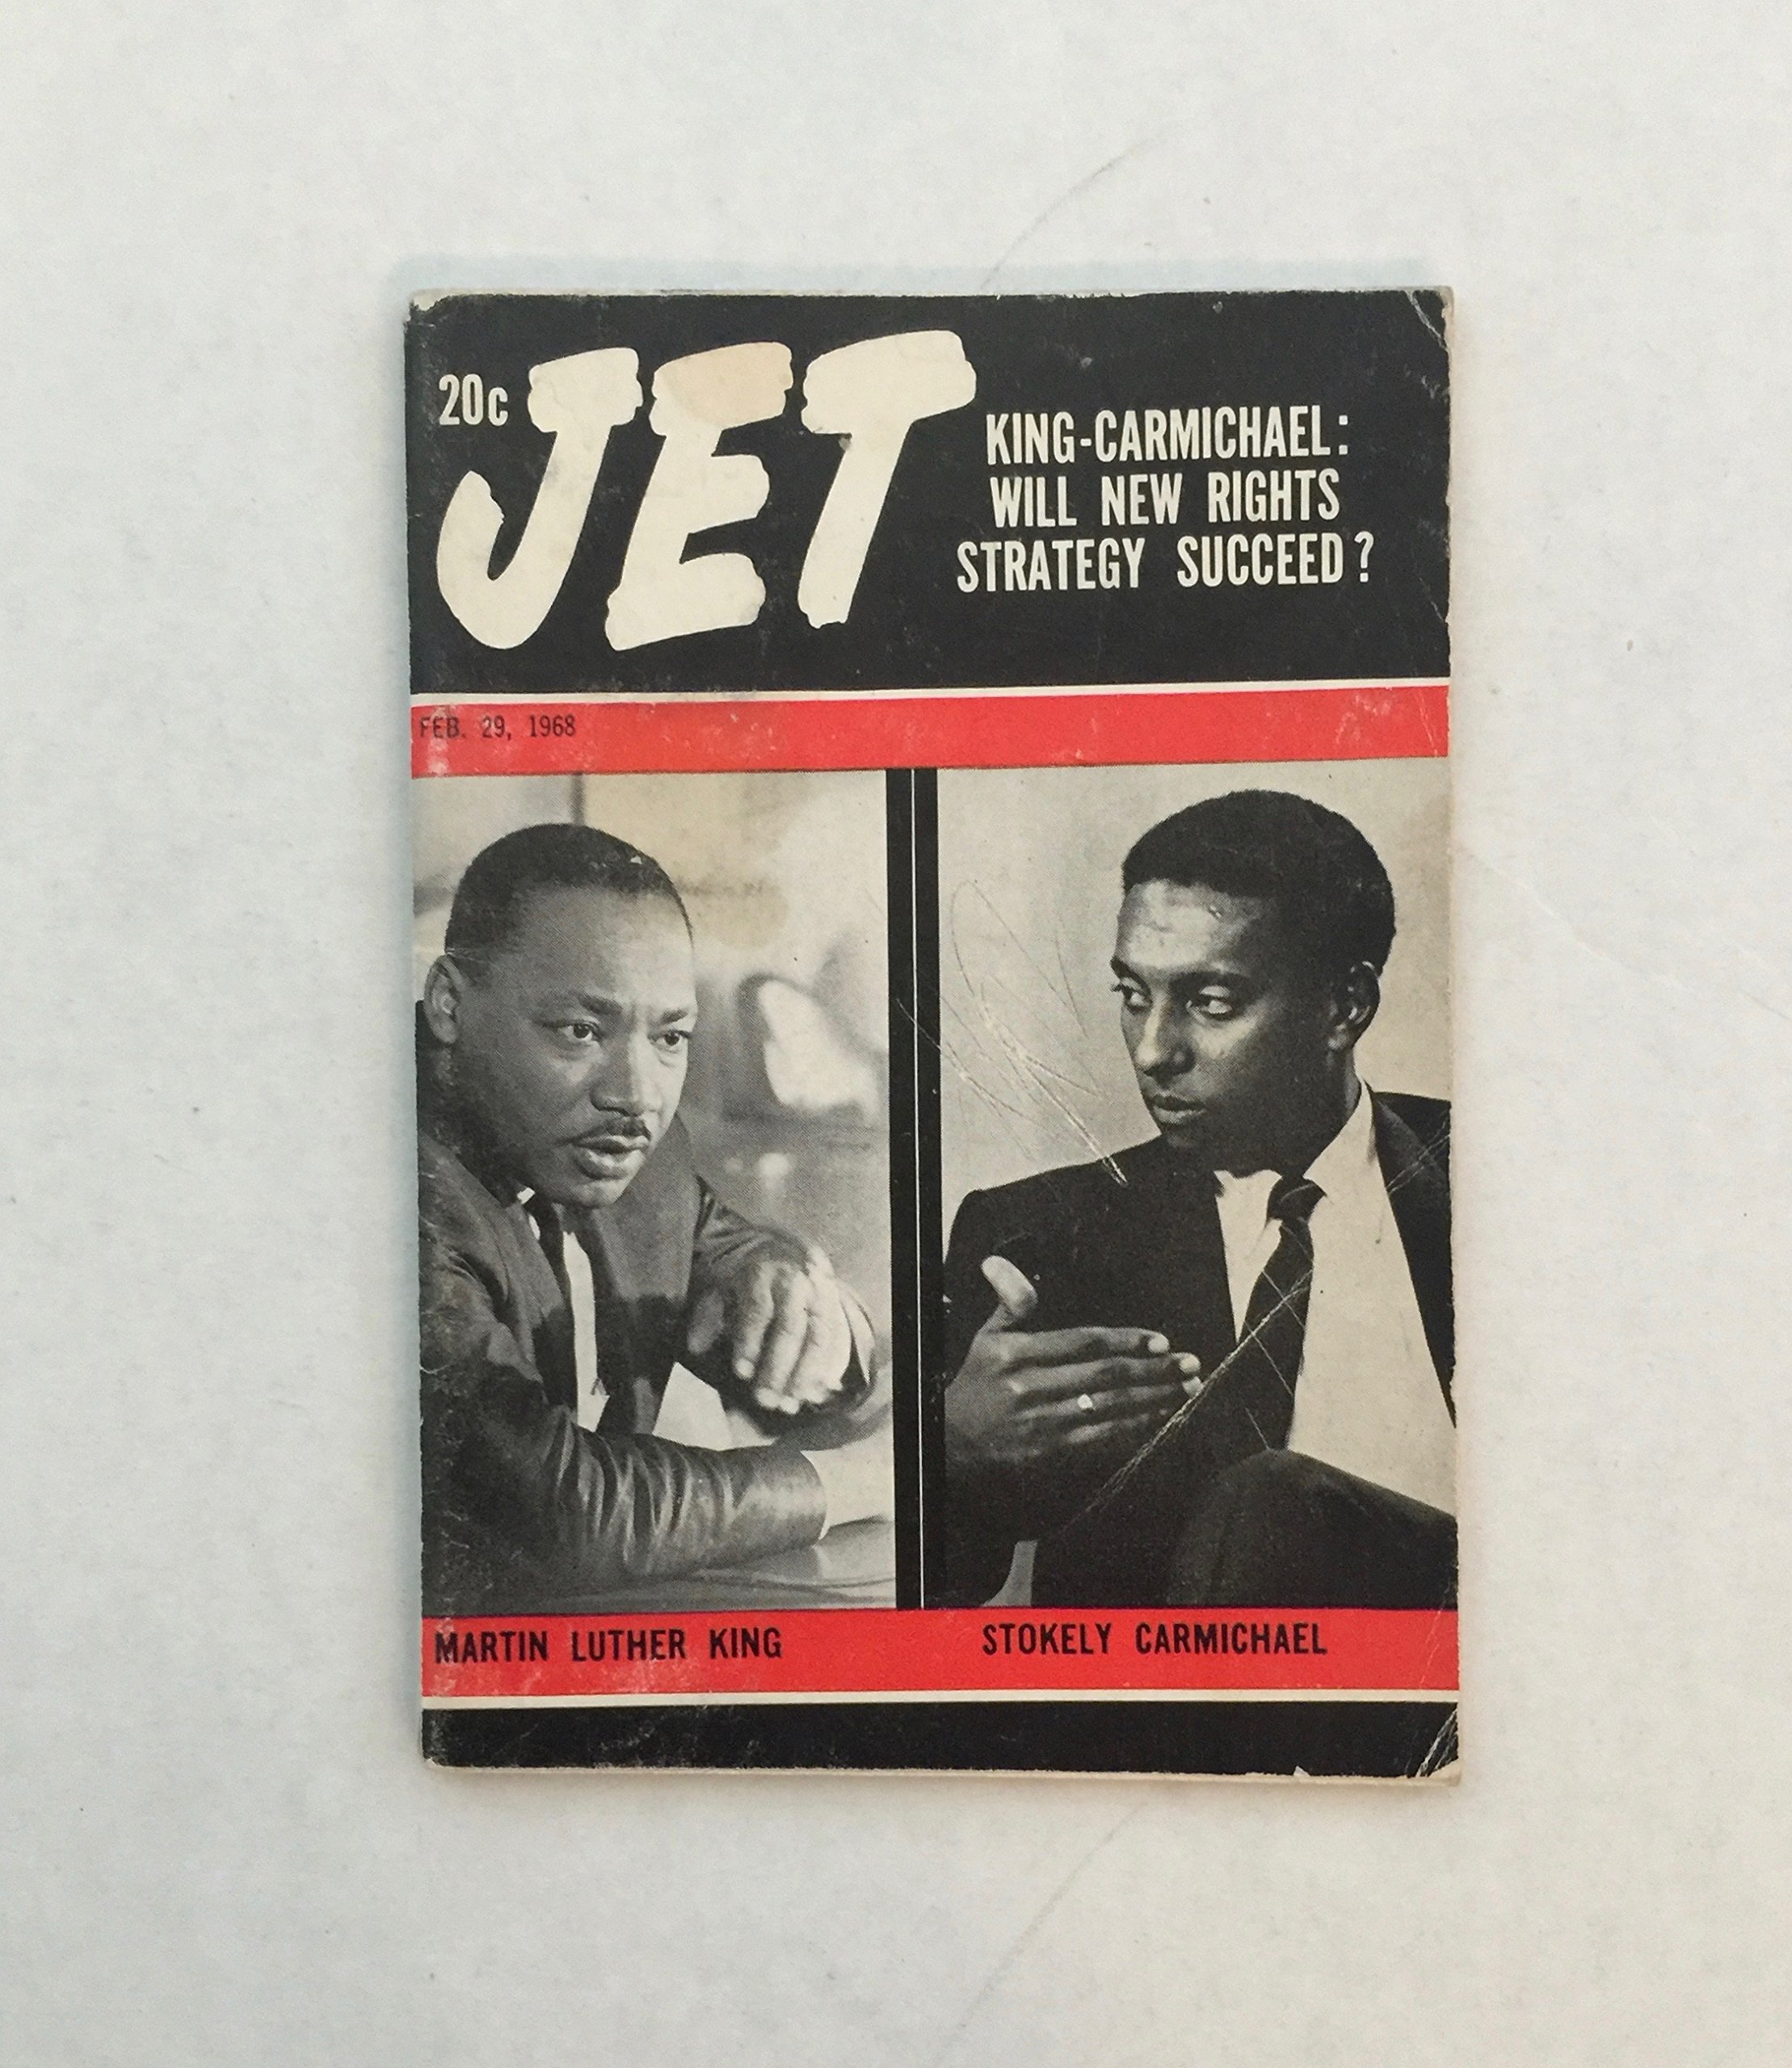 20c JET
KING-CARMICHAEL:
WILL NEW RIGHTS
STRATEGY SUCCEED?
FEB. 29, 1968
MARTIN LUTHER KING
STOKELY CARMICHAEL